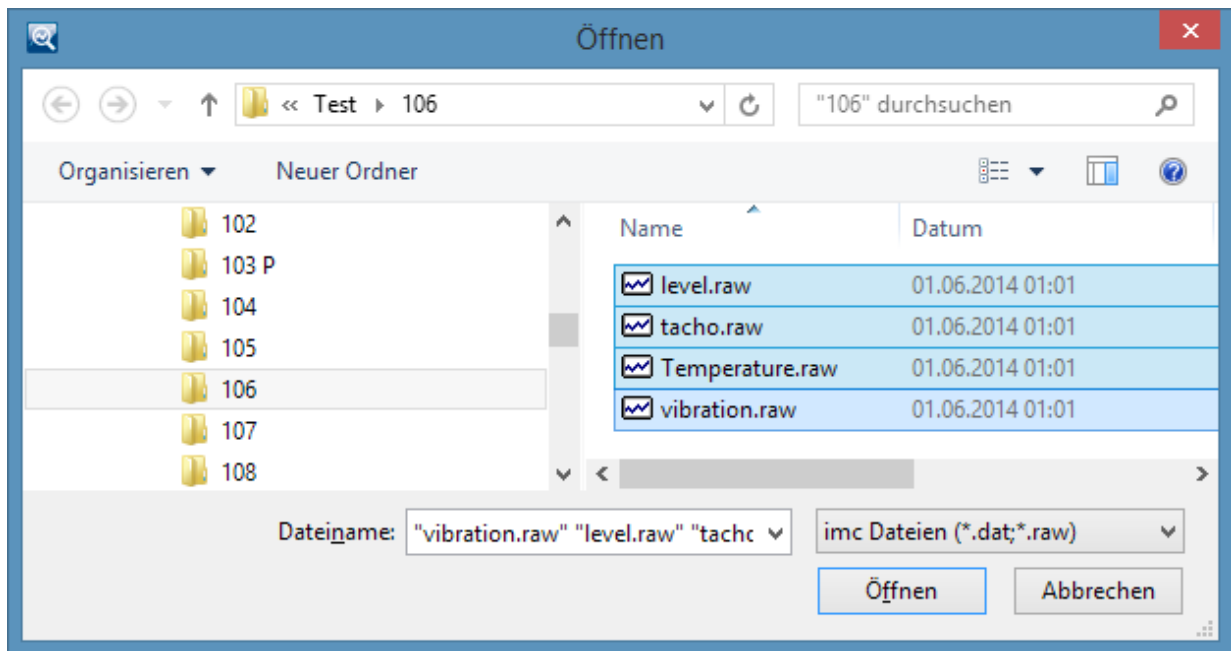 Öffnen
« Test 106
"106" durchsuchen
Organisieren Neuer Ordner
102
103 P
104
105
106
107
108
Name Datum
level.raw 01.06.2014 01:01
tacho.raw 01.06.2014 01:01
Temperature.raw 01.06.2014 01:01
vibration.raw 01.06.2014 01:01
Dateiname: "vibration.raw" "level.raw" "tacho
imc Dateien (*.dat;*.raw)
Öffnen Abbrechen